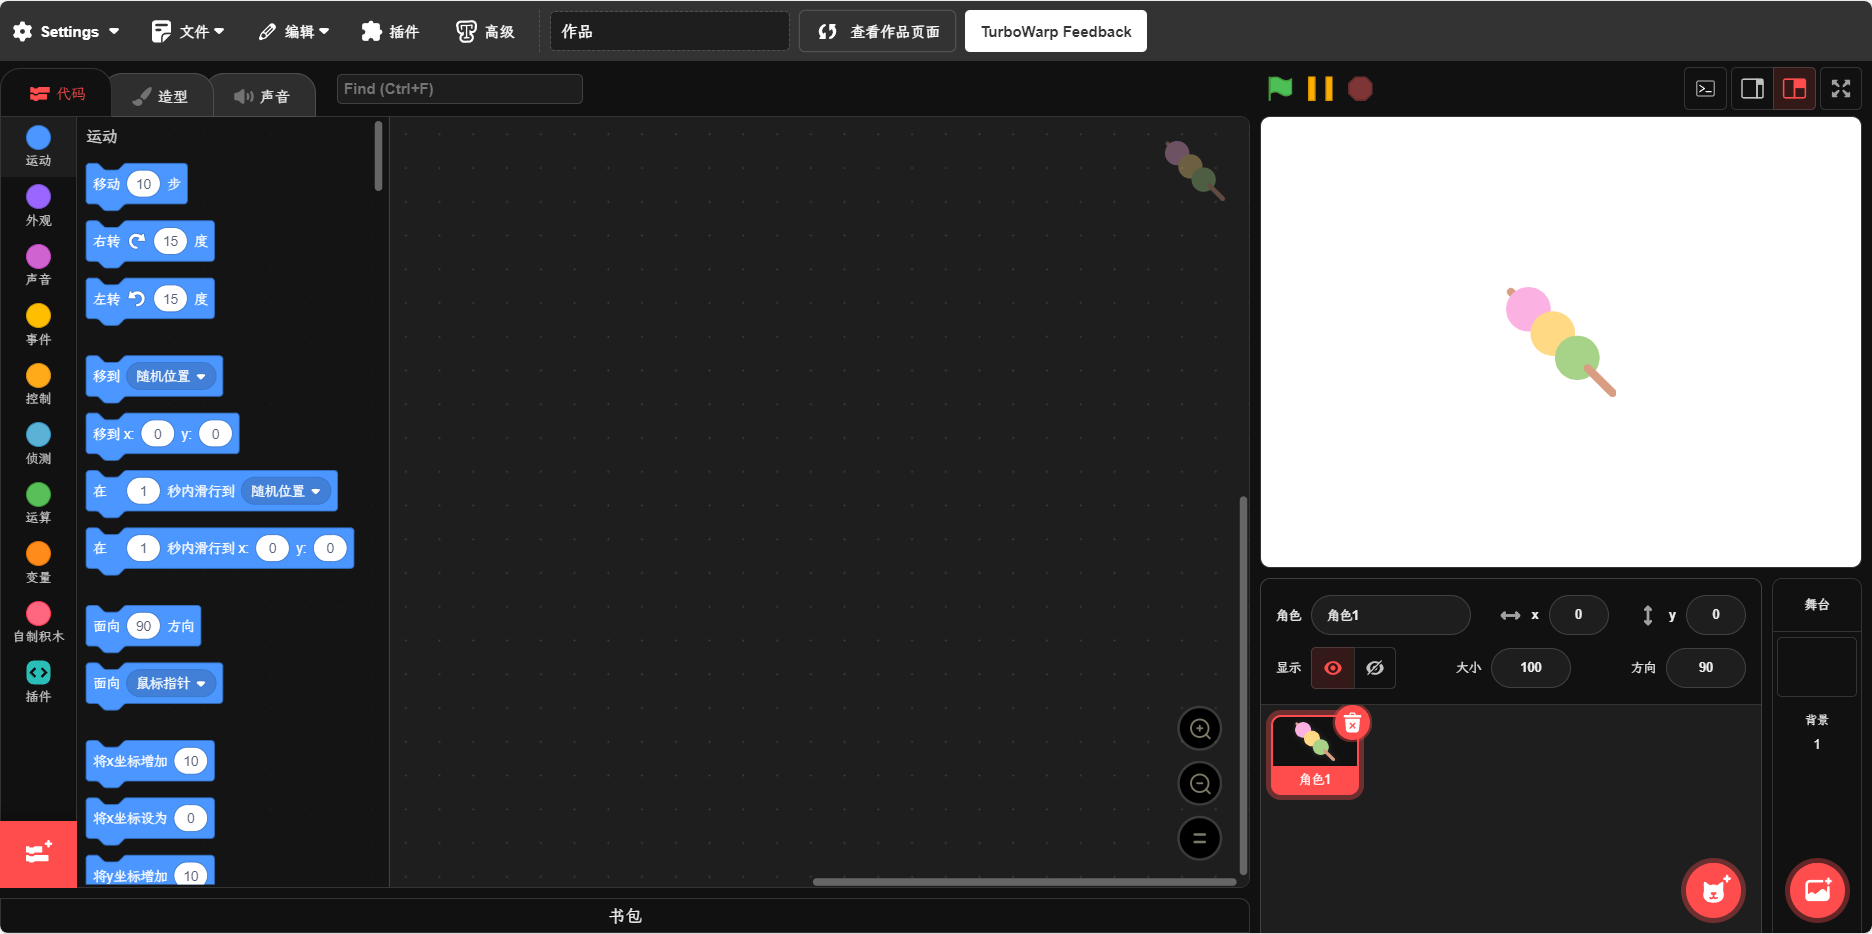 Settings 文件 编辑 插件 高级 作品 查看作品页面 TurboWarp Feedback
代码 造型 声音 Find (Ctrl+F)
运动
外观
声音
事件
控制
侦测
运算
变量
自制积木
插件
运动
移动 10 步
右转 15 度
左转 15 度
移到 随机位置
移到 x: 0 y: 0
在 1 秒内滑行到 随机位置
在 1 秒内滑行到 x: 0 y: 0
面向 90 方向
面向 鼠标指针
将x坐标增加 10
将x坐标设为 0
将y坐标增加 10
书包
角色 角色1 x 0 y 0
显示 大小 100 方向 90
角色1
舞台
背景
1